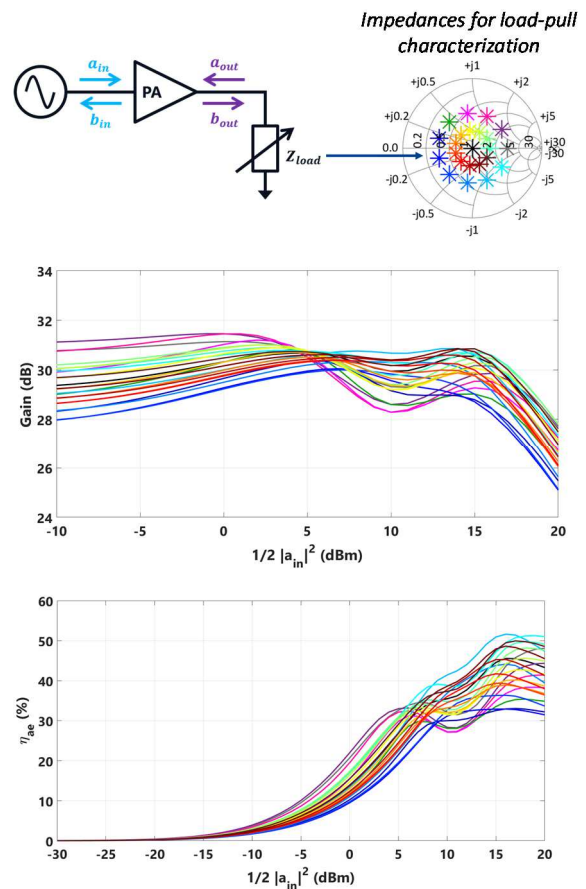 Impedances for load-pull
characterization
a_in
a_out
PA
b_in
b_out
Z_load
+j1
+j0.5
+j2
+j0.2
+j5
0.0
0.2
2
5
30
+j30
-j30
-j0.2
-j5
-j0.5
-j2
-j1
34
32
30
28
26
24
Gain (dB)
-10 -5 0 5 10 15 20
1/2 |a_in|^2 (dBm)
60
50
40
30
20
10
0
η_ae (%)
-30 -25 -20 -15 -10 -5 0 5 10 15 20
1/2 |a_in|^2 (dBm)